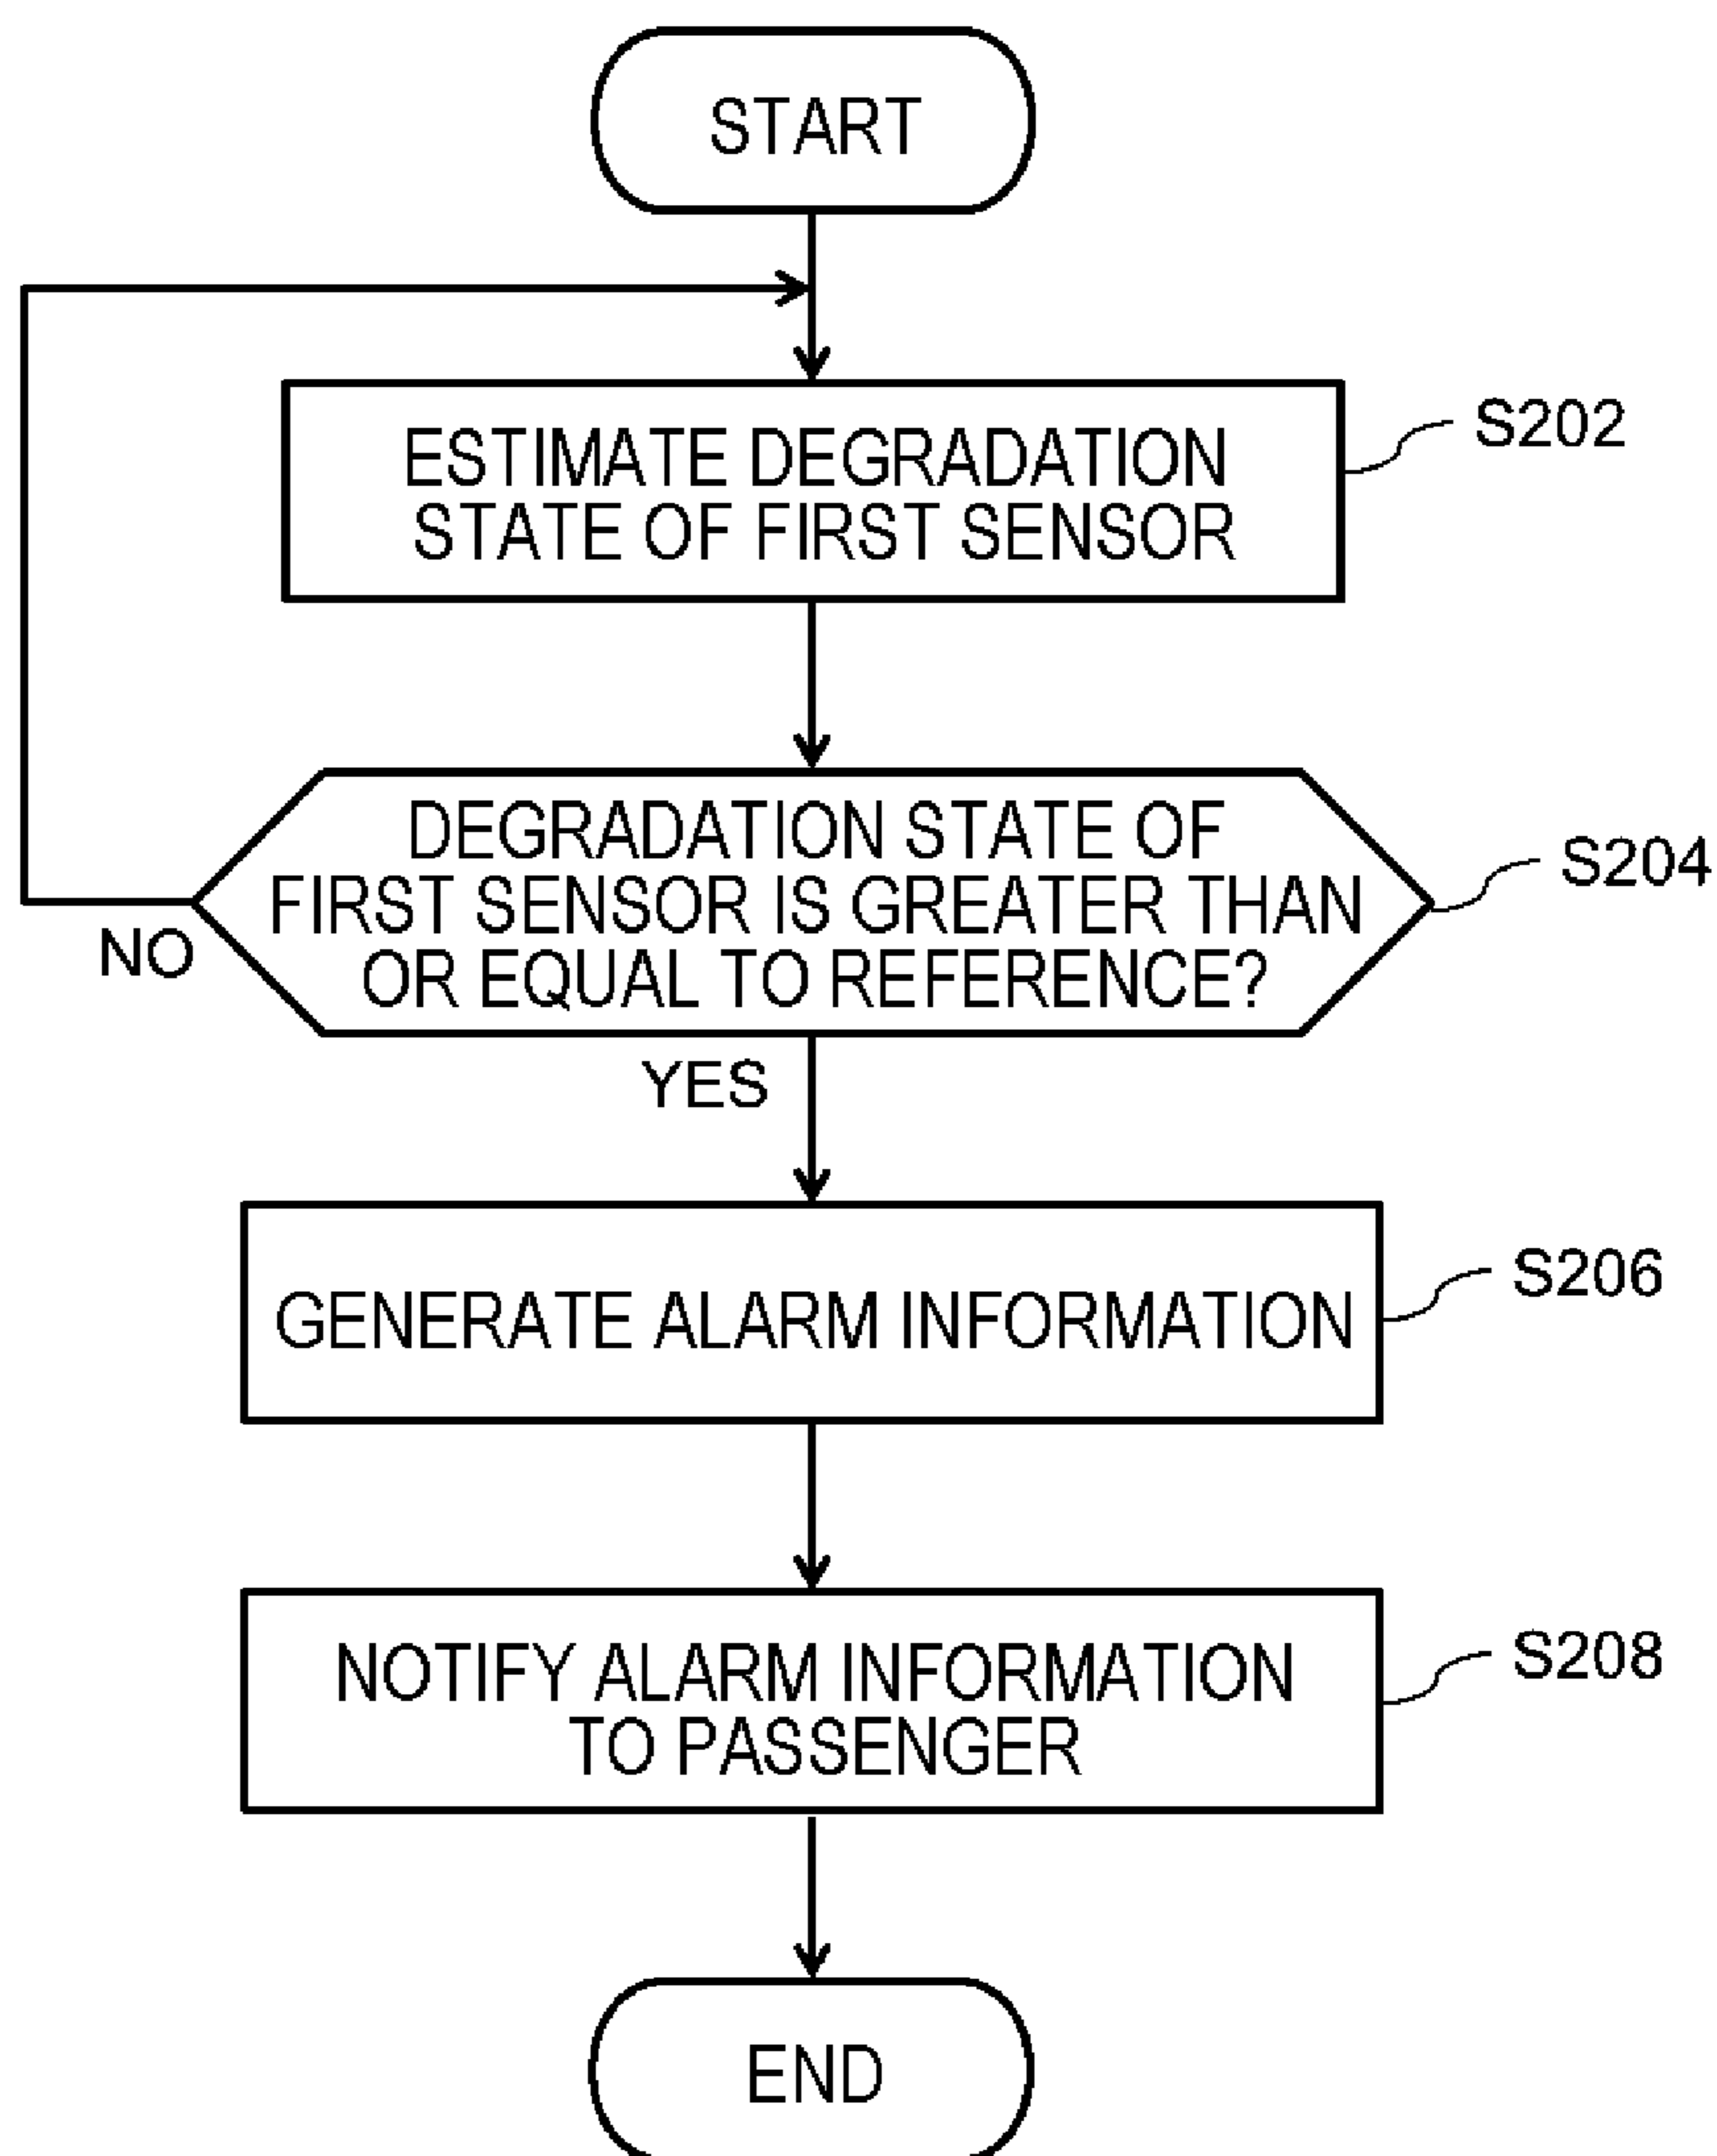 START
ESTIMATE DEGRADATION
STATE OF FIRST SENSOR
S202
DEGRADATION STATE OF
FIRST SENSOR IS GREATER THAN
OR EQUAL TO REFERENCE?
S204
NO
YES
GENERATE ALARM INFORMATION
S206
NOTIFY ALARM INFORMATION
TO PASSENGER
S208
END